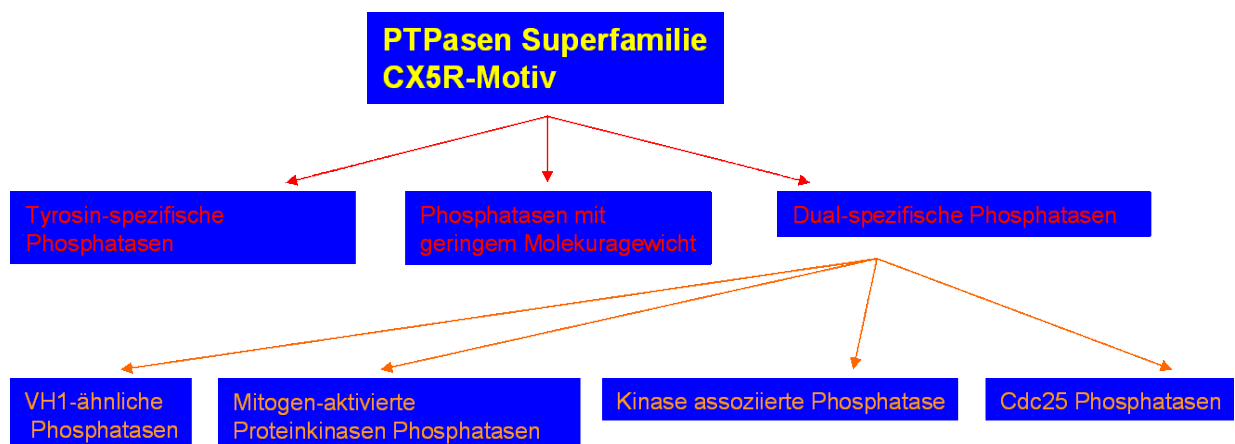 PTPasen Superfamilie
CX5R-Motiv
Tyrosin-spezifische
Phosphatasen
Phosphatasen mit
geringem Molekuragewicht
Dual-spezifische Phosphatasen
VH1-ähnliche
Phosphatasen
Mitogen-aktivierte
Proteinkinasen Phosphatasen
Kinase assoziierte Phosphatase
Cdc25 Phosphatasen